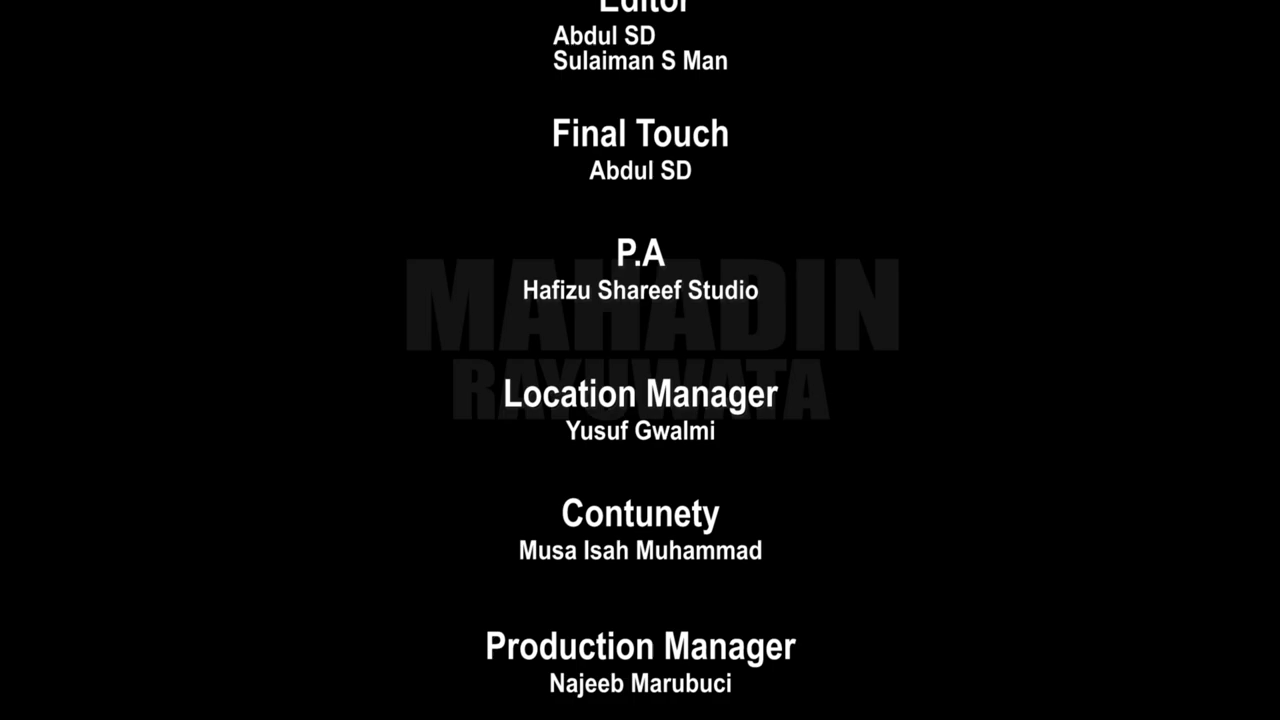 Editor
Abdul SD
Sulaiman S Man
Final Touch
Abdul SD
P.A
Hafizu Shareef Studio
MAHADIN
RAYUWATA
Location Manager
Yusuf Gwalmi
Contunety
Musa Isah Muhammad
Production Manager
Najeeb Marubuci